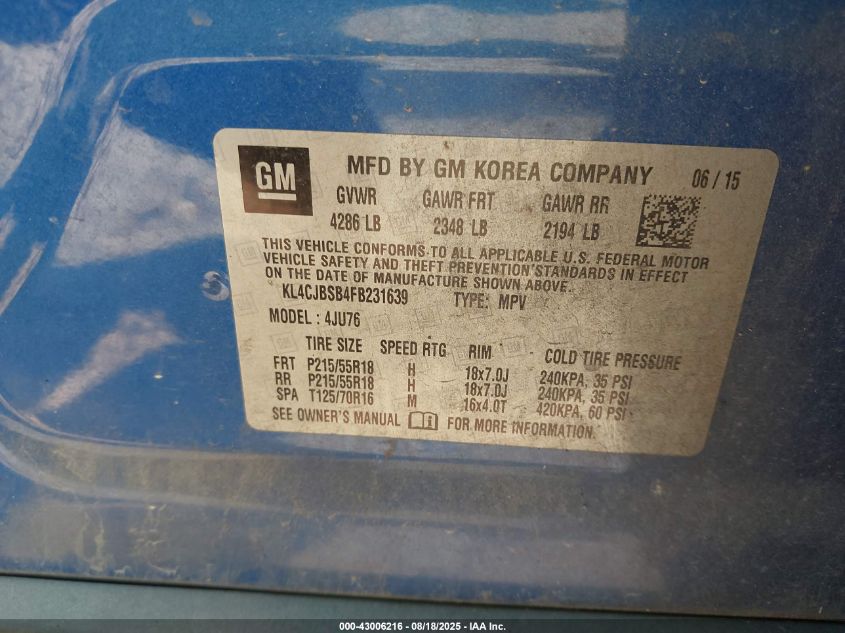 GM MFD BY GM KOREA COMPANY 06 / 15
GVWR GAWR FRT GAWR RR
4286 LB 2348 LB 2194 LB
THIS VEHICLE CONFORMS TO ALL APPLICABLE U.S. FEDERAL MOTOR
VEHICLE SAFETY AND THEFT PREVENTION STANDARDS IN EFFECT
ON THE DATE OF MANUFACTURE SHOWN ABOVE.
KL4CJBSB4FB231639 TYPE: MPV
MODEL : 4JU76
TIRE SIZE SPEED RTG RIM COLD TIRE PRESSURE
FRT P215/55R18 H 18x7.0J 240KPA, 35 PSI
RR P215/55R18 H 18x7.0J 240KPA, 35 PSI
SPA T125/70R16 M 16x4.0T 420KPA, 60 PSI
SEE OWNER'S MANUAL FOR MORE INFORMATION.
000-43006216 - 08/18/2025 - IAA Inc.